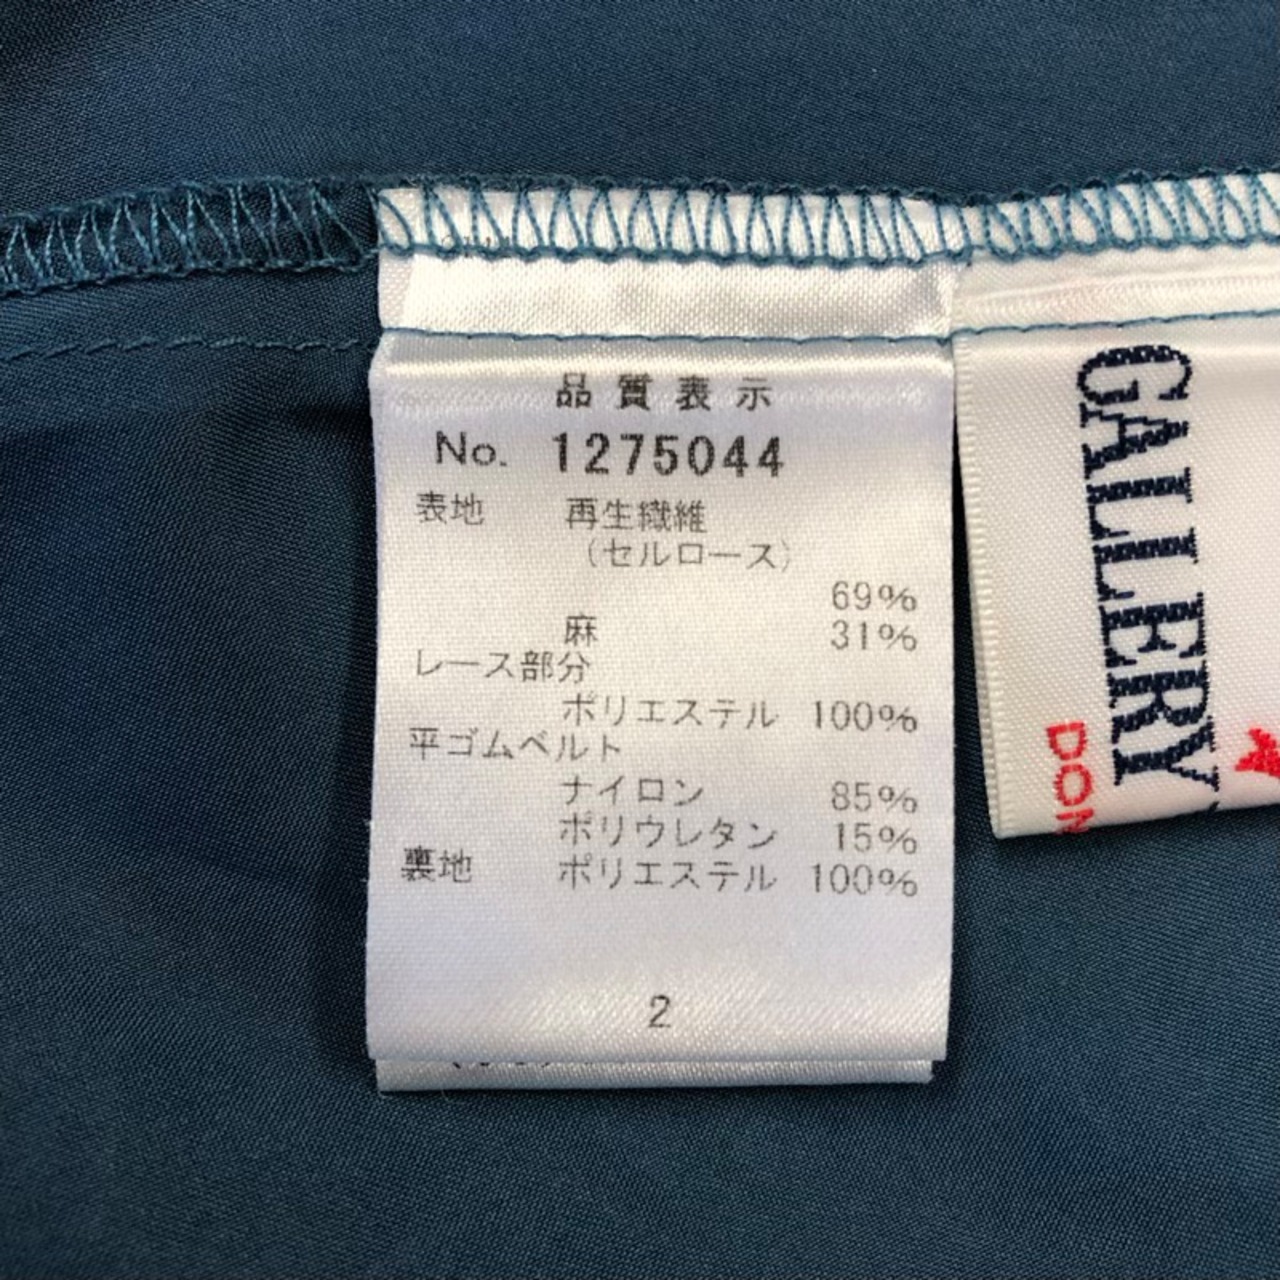 品質表示
No. 1275044
表地 再生繊維
(セルロース)
69%
麻 31%
レース部分
ポリエステル 100%
平ゴムベルト
ナイロン 85%
ポリウレタン 15%
裏地 ポリエステル 100%
2
GALLERY
DON